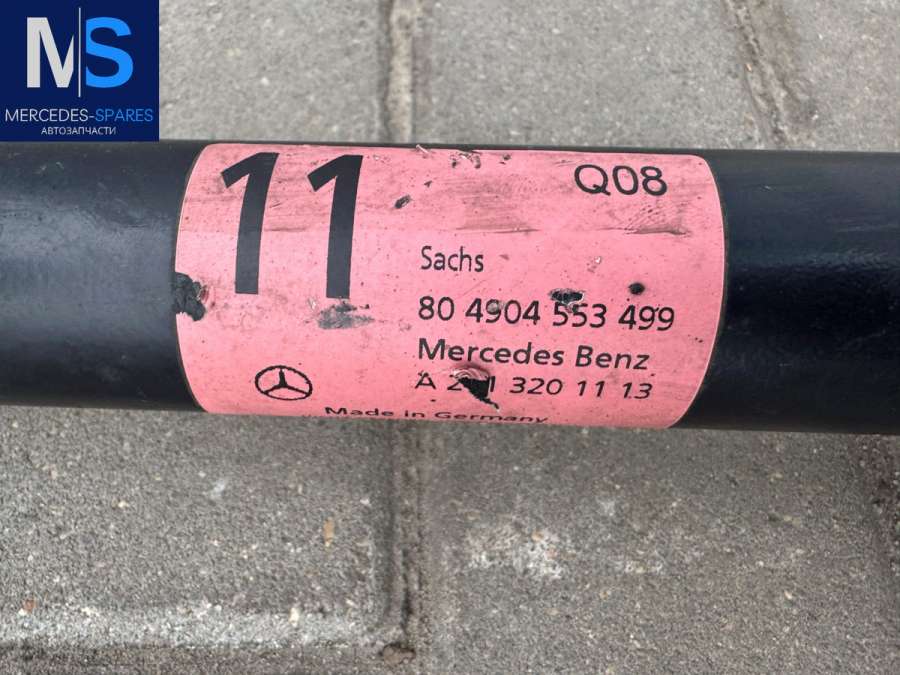 MS
MERCEDES-SPARES
АВТОЗАПЧАСТИ
11
Q08
Sachs
80 4904 553 499
Mercedes Benz
A 320 11 13
Made in Germany